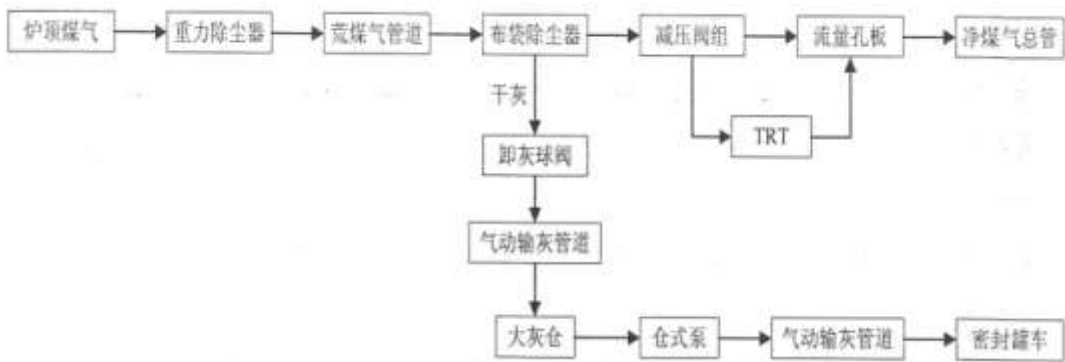 炉顶煤气
重力除尘器
荒煤气管道
布袋除尘器
减压阀组
流量孔板
净煤气总管
干灰
TRT
卸灰球阀
气动输灰管道
大灰仓
仓式泵
气动输灰管道
密封罐车